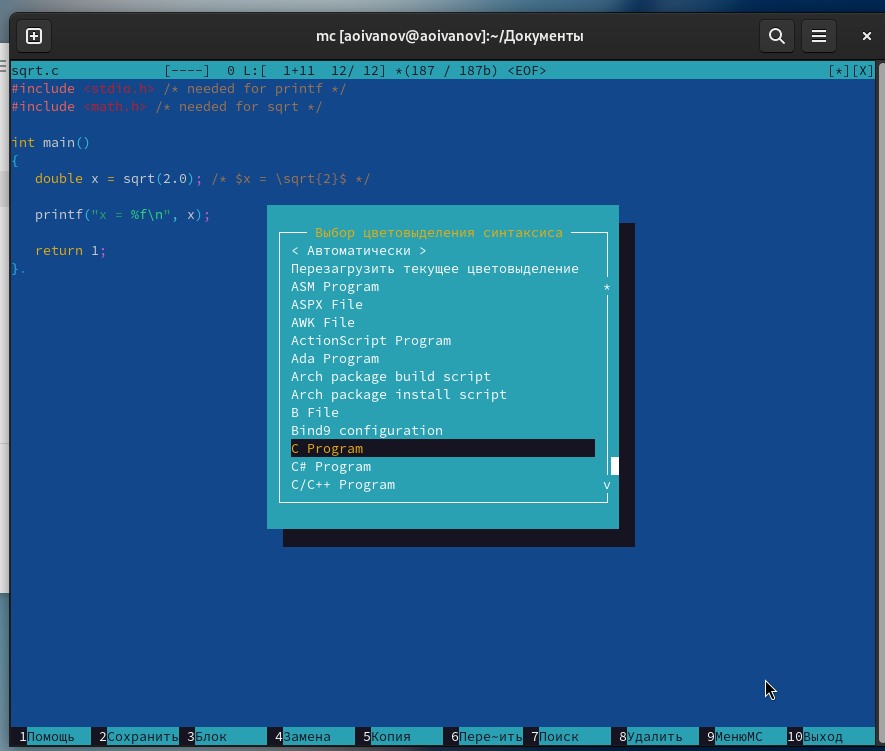 mc [aoivanov@aoivanov]:~/Документы
sqrt.c [----] 0 L:[ 1+11 12/ 12] *(187 / 187b) <EOF> [*][X]
#include <stdio.h> /* needed for printf */
#include <math.h> /* needed for sqrt */
int main()
{
double x = sqrt(2.0); /* $x = \sqrt{2}$ */
printf("x = %f\n", x);
return 1;
}.
Выбор цветовыделения синтаксиса
< Автоматически >
Перезагрузить текущее цветовыделение
ASM Program *
ASPX File
AWK File
ActionScript Program
Ada Program
Arch package build script
Arch package install script
B File
Bind9 configuration
C Program
C# Program
C/C++ Program v
1Помощь 2Сохранить 3Блок 4Замена 5Копия 6Пере~ить 7Поиск 8Удалить 9МенюMC 10Выход